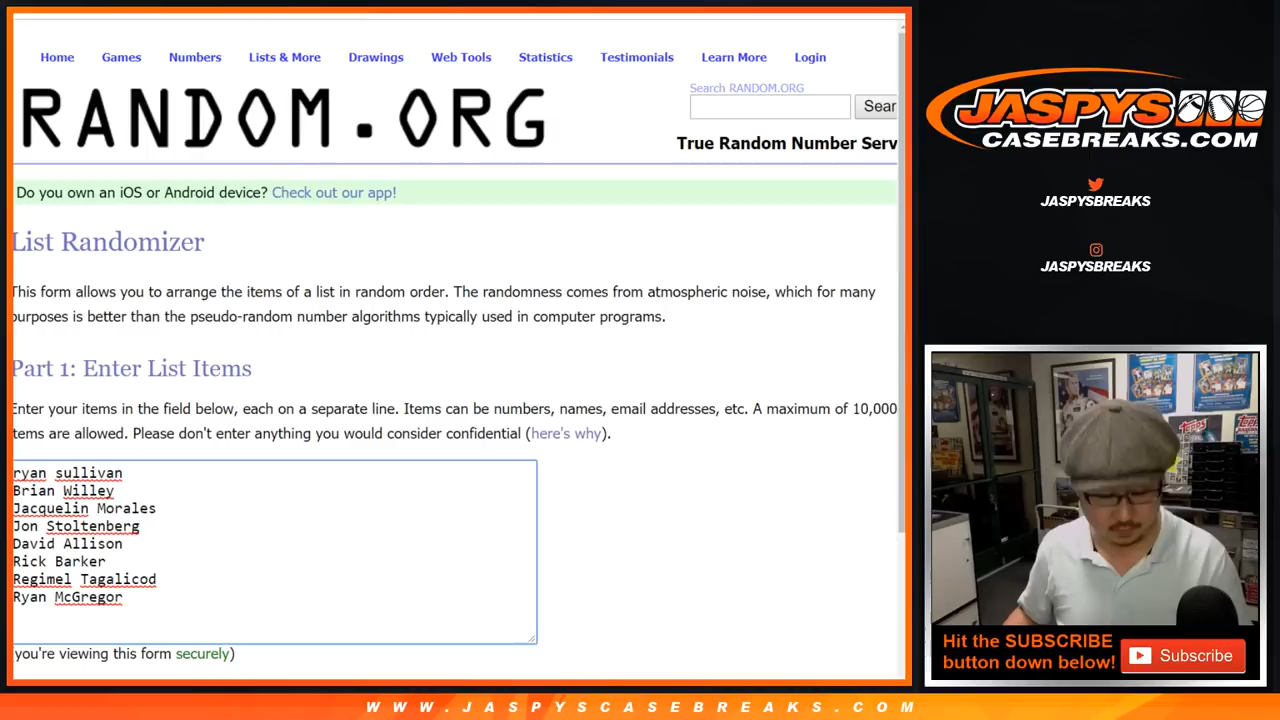 Home Games Numbers Lists & More Drawings Web Tools Statistics Testimonials Learn More Login
RANDOM.ORG
Search RANDOM.ORG
Sear
True Random Number Serv
Do you own an iOS or Android device? Check out our app!
List Randomizer
This form allows you to arrange the items of a list in random order. The randomness comes from atmospheric noise, which for many
purposes is better than the pseudo-random number algorithms typically used in computer programs.
Part 1: Enter List Items
Enter your items in the field below, each on a separate line. Items can be numbers, names, email addresses, etc. A maximum of 10,000
items are allowed. Please don't enter anything you would consider confidential (here's why).
ryan sullivan
Brian Willey
Jacquelin Morales
Jon Stoltenberg
David Allison
Rick Barker
Regimel Tagalicod
Ryan McGregor
you're viewing this form securely)
JASPYS
CASEBREAKS.COM
JASPYSBREAKS
JASPYSBREAKS
TOPPS
Hit the SUBSCRIBE
button down below!
Subscribe
WWW.JASPYSCASEBREAKS.COM